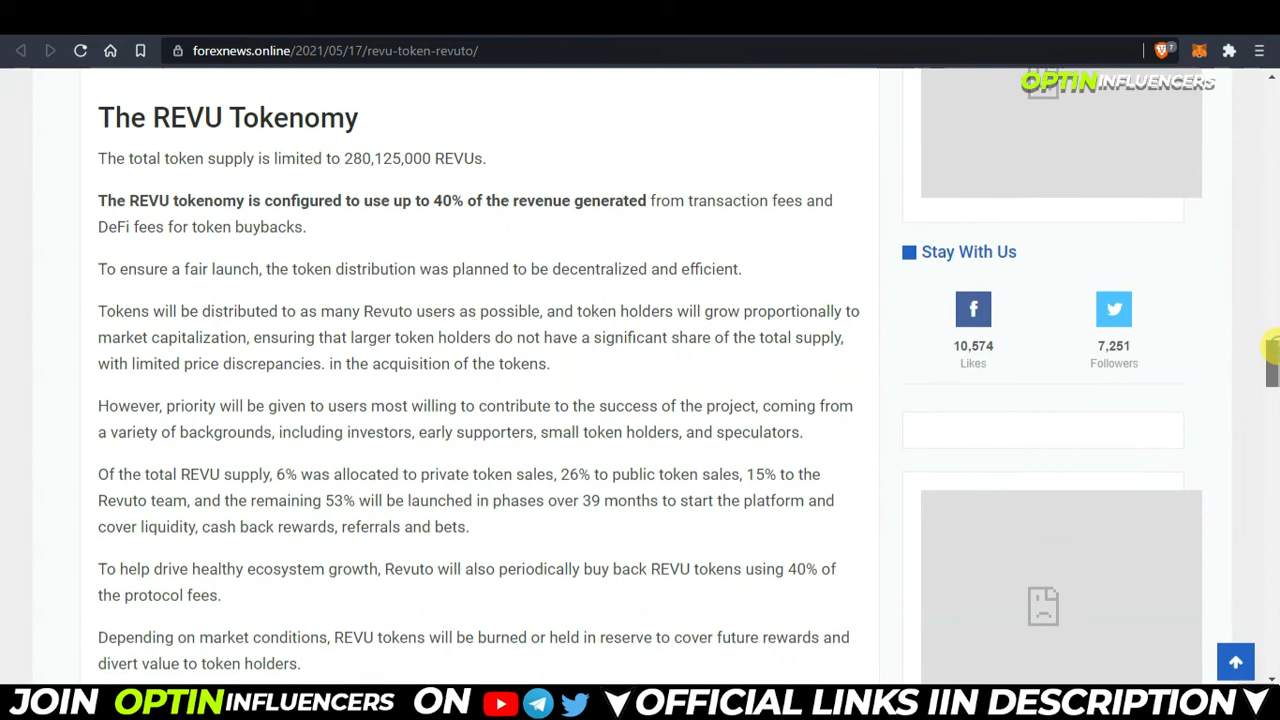 forexnews.online/2021/05/17/revu-token-revuto/
7
OPTIN INFLUENCERS
The REVU Tokenomy
The total token supply is limited to 280,125,000 REVUs.
The REVU tokenomy is configured to use up to 40% of the revenue generated from transaction fees and
DeFi fees for token buybacks.
To ensure a fair launch, the token distribution was planned to be decentralized and efficient.
Tokens will be distributed to as many Revuto users as possible, and token holders will grow proportionally to
market capitalization, ensuring that larger token holders do not have a significant share of the total supply,
with limited price discrepancies. in the acquisition of the tokens.
However, priority will be given to users most willing to contribute to the success of the project, coming from
a variety of backgrounds, including investors, early supporters, small token holders, and speculators.
Of the total REVU supply, 6% was allocated to private token sales, 26% to public token sales, 15% to the
Revuto team, and the remaining 53% will be launched in phases over 39 months to start the platform and
cover liquidity, cash back rewards, referrals and bets.
To help drive healthy ecosystem growth, Revuto will also periodically buy back REVU tokens using 40% of
the protocol fees.
Depending on market conditions, REVU tokens will be burned or held in reserve to cover future rewards and
divert value to token holders.
Stay With Us
10,574
Likes
7,251
Followers
JOIN OPTIN INFLUENCERS ON OFFICIAL LINKS IIN DESCRIPTION